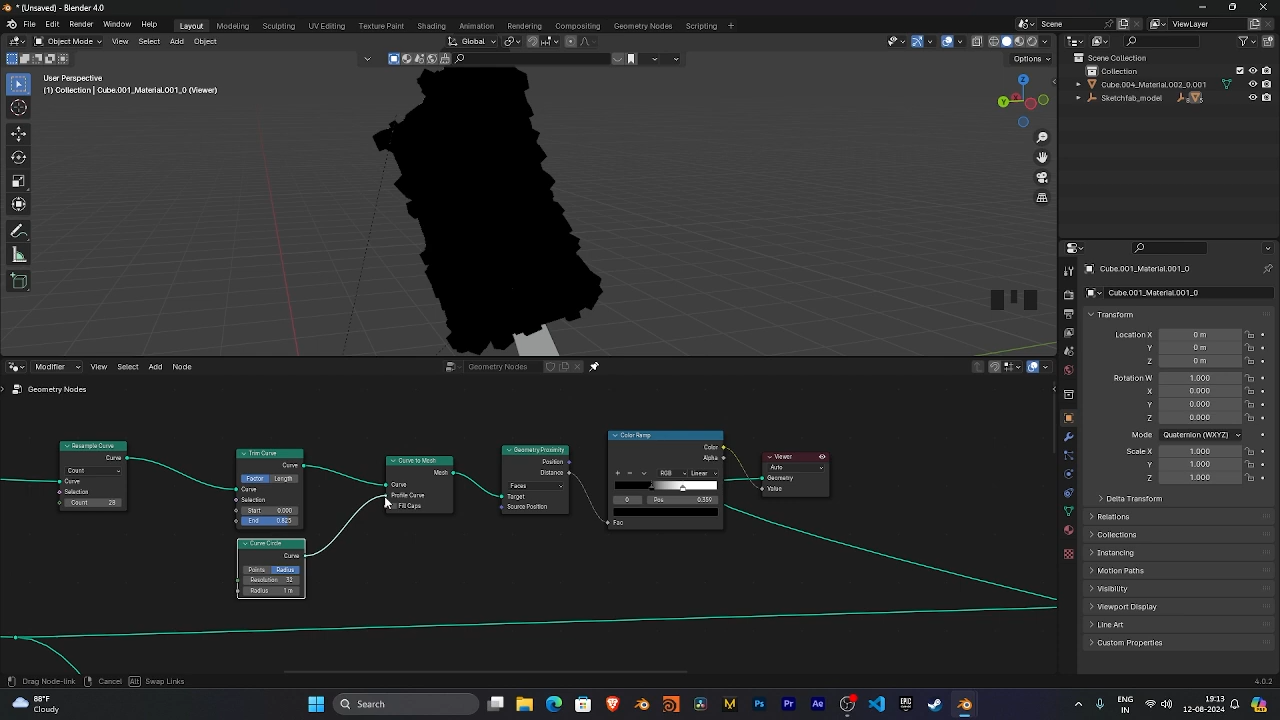 * (Unsaved) - Blender 4.0
File Edit Render Window Help Layout Modeling Sculpting UV Editing Texture Paint Shading Animation Rendering Compositing Geometry Nodes Scripting + Scene ViewLayer
Object Mode View Select Add Object Global
Options
User Perspective
(1) Collection | Cube.001_Material.001_0 (Viewer)
Z
Y
Scene Collection
Collection
Cube.004_Material.002_0.001
Sketchfab_model
Cube.001_Material.001_0
Cube.001_Material.001_0
Transform
Location X 0 m
Y 0 m
Z 0 m
Rotation W 1.000
X 0.000
Y 0.000
Z 0.000
Mode Quaternion (WXYZ)
Scale X 1.000
Y 1.000
Z 1.000
Delta Transform
Relations
Collections
Instancing
Motion Paths
Visibility
Viewport Display
Line Art
Custom Properties
Modifier View Select Add Node Geometry Nodes
Geometry Nodes
Resample Curve
Curve
Count
Curve
Selection
Count 28
Trim Curve
Curve
Factor Length
Curve
Selection
Start 0.000
End 0.825
Curve Circle
Curve
Points Radius
Resolution 32
Radius 1 m
Curve to Mesh
Mesh
Curve
Profile Curve
Fill Caps
Geometry Proximity
Position
Distance
Faces
Target
Source Position
Color Ramp
Color
Alpha
RGB Linear
0 Pos 0.359
Fac
Viewer
Auto
Geometry
Value
Drag Node-link Cancel Alt Swap Links 4.0.2
88°F
Cloudy
Search
ENG
IN
19:13
12-08-2024